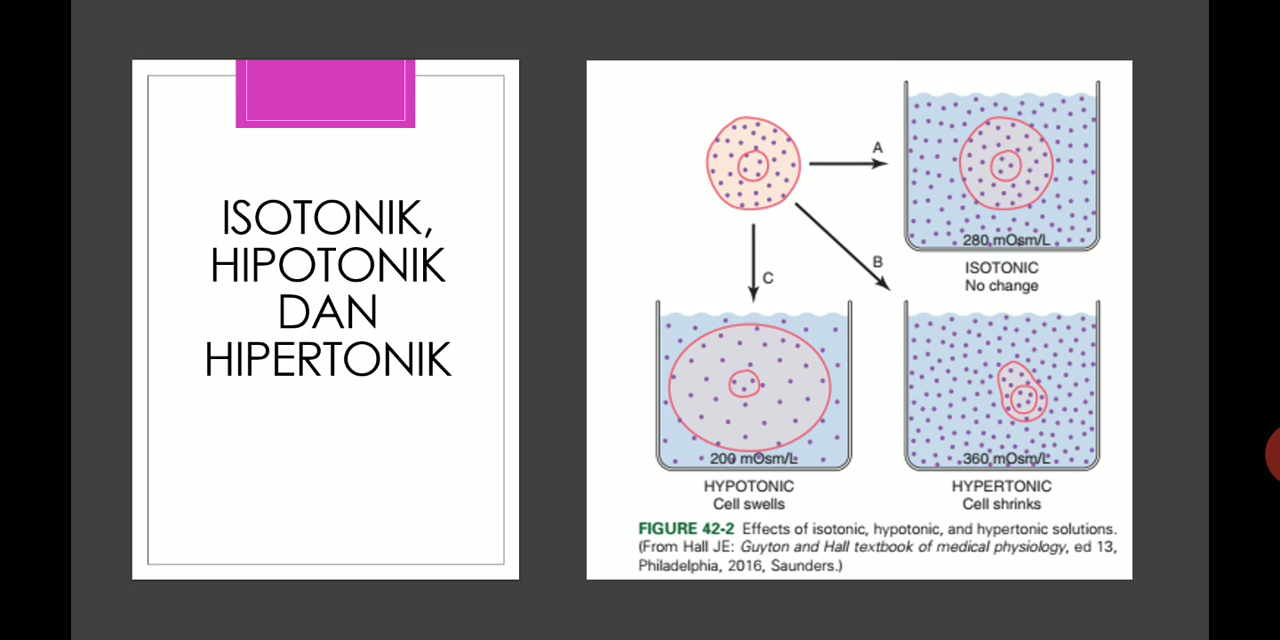 ISOTONIK,
HIPOTONIK
DAN
HIPERTONIK
A
B
C
280 mOsm/L
ISOTONIC
No change
200 mOsm/L
HYPOTONIC
Cell swells
360 mOsm/L
HYPERTONIC
Cell shrinks
FIGURE 42-2 Effects of isotonic, hypotonic, and hypertonic solutions.
(From Hall JE: Guyton and Hall textbook of medical physiology, ed 13,
Philadelphia, 2016, Saunders.)